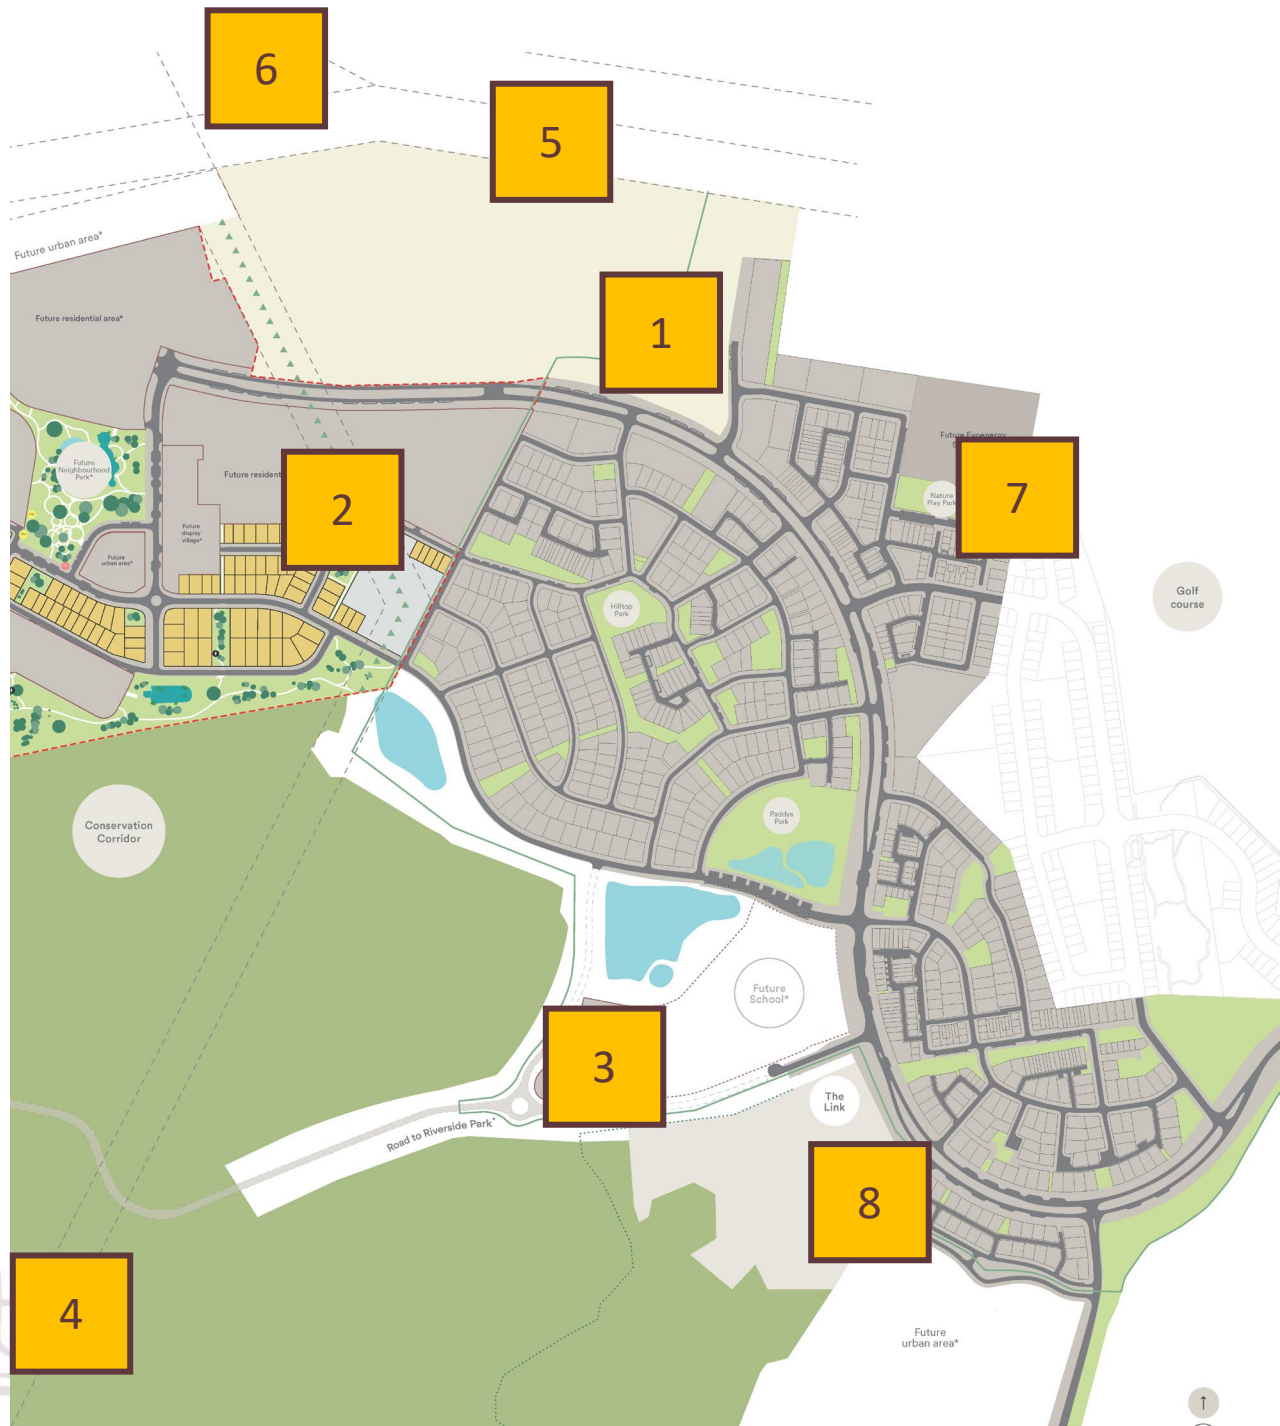 6
5
Future urban area*
Future residential area*
1
Future Evoenergy
Future
Neighbourhood
Park*
Future
2
7
Nature
Play Park
Future
display
village*
Future
urban area*
Hilltop
Park
Golf
course
Conservation
Corridor
Paddys
Park
Future
School*
3
The
Link
Road to Riverside Park*
8
4
Future
urban area*
↑